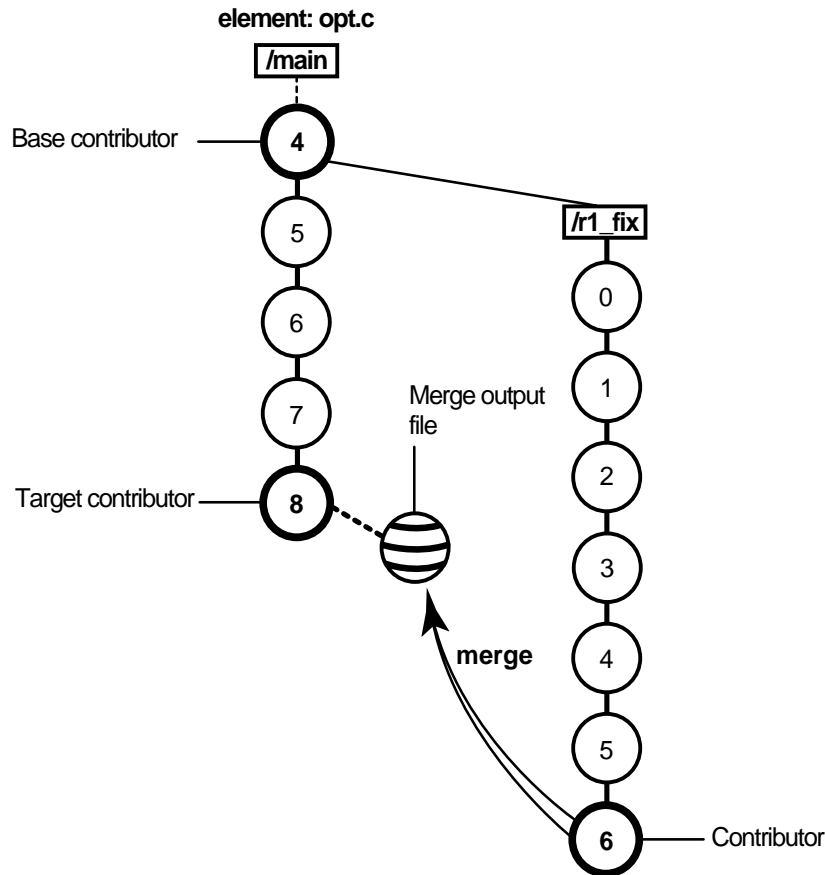 element: opt.c
/main
Base contributor
4
/r1_fix
5
0
6
1
Merge output
file
7
2
Target contributor
8
3
merge
4
5
6
Contributor